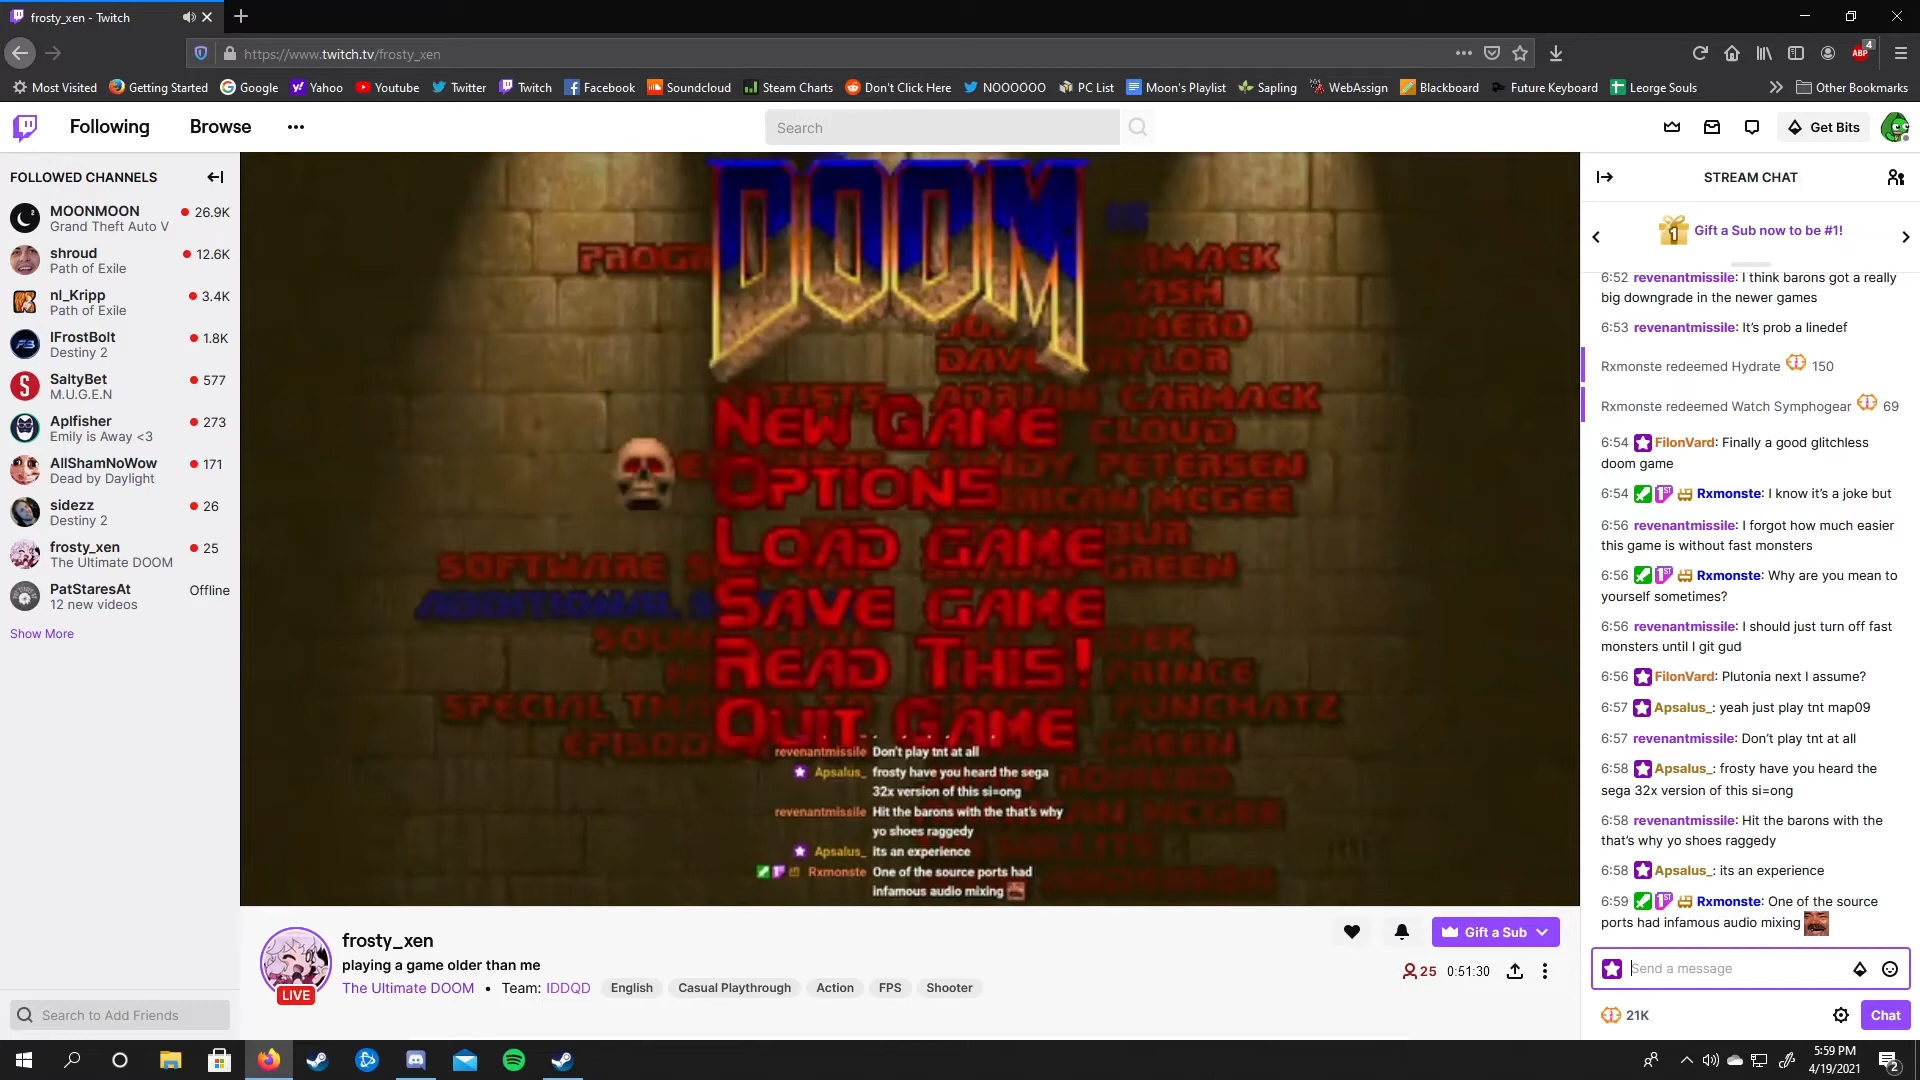 frosty_xen - Twitch
https://www.twitch.tv/frosty_xen
ABP 4
Most Visited Getting Started Google Yahoo Youtube Twitter Twitch Facebook Soundcloud Steam Charts Don't Click Here NOOOOOO PC List Moon's Playlist Sapling WebAssign Blackboard Future Keyboard Leorge Souls Other Bookmarks
Following Browse Search Get Bits
FOLLOWED CHANNELS
MOONMOON 26.9K
Grand Theft Auto V
shroud 12.6K
Path of Exile
nl_Kripp 3.4K
Path of Exile
IFrostBolt 1.8K
Destiny 2
SaltyBet 577
M.U.G.E.N
Aplfisher 273
Emily is Away <3
AllShamNoWow 171
Dead by Daylight
sidezz 26
Destiny 2
frosty_xen 25
The Ultimate DOOM
PatStaresAt Offline
12 new videos
Show More
Search to Add Friends
DOOM
NEW GAME
OPTIONS
LOAD GAME
SAVE GAME
READ THIS!
QUIT GAME
ADRIAN CARMACK
CLOUD
SANDY PETERSEN
MCGEE
SOFTWARE
GREEN
PRINCE
SPECIAL
PUNCHATZ
GREEN
revenantmissile Don't play tnt at all
Apsalus_ frosty have you heard the
sega 32x version of this si=ong
revenantmissile Hit the barons with the that's why
yo shoes raggedy
Apsalus_ its an experience
Rxmonste One of the source ports had
infamous audio mixing
LIVE
frosty_xen
playing a game older than me
The Ultimate DOOM • Team: IDDQD English Casual Playthrough Action FPS Shooter
Gift a Sub
25 0:51:30
STREAM CHAT
1 Gift a Sub now to be #1!
6:52 revenantmissile: I think barons got a really
big downgrade in the newer games
6:53 revenantmissile: It's prob a linedef
Rxmonste redeemed Hydrate 150
Rxmonste redeemed Watch Symphogear 69
6:54 FilonVard: Finally a good glitchless
doom game
6:54 Rxmonste: I know it's a joke but
6:56 revenantmissile: I forgot how much easier
this game is without fast monsters
6:56 Rxmonste: Why are you mean to
yourself sometimes?
6:56 revenantmissile: I should just turn off fast
monsters until I git gud
6:56 FilonVard: Plutonia next I assume?
6:57 Apsalus_: yeah just play tnt map09
6:57 revenantmissile: Don't play tnt at all
6:58 Apsalus_: frosty have you heard the
sega 32x version of this si=ong
6:58 revenantmissile: Hit the barons with the
that's why yo shoes raggedy
6:58 Apsalus_: its an experience
6:59 Rxmonste: One of the source
ports had infamous audio mixing
Send a message
21K Chat
5:59 PM
4/19/2021
2